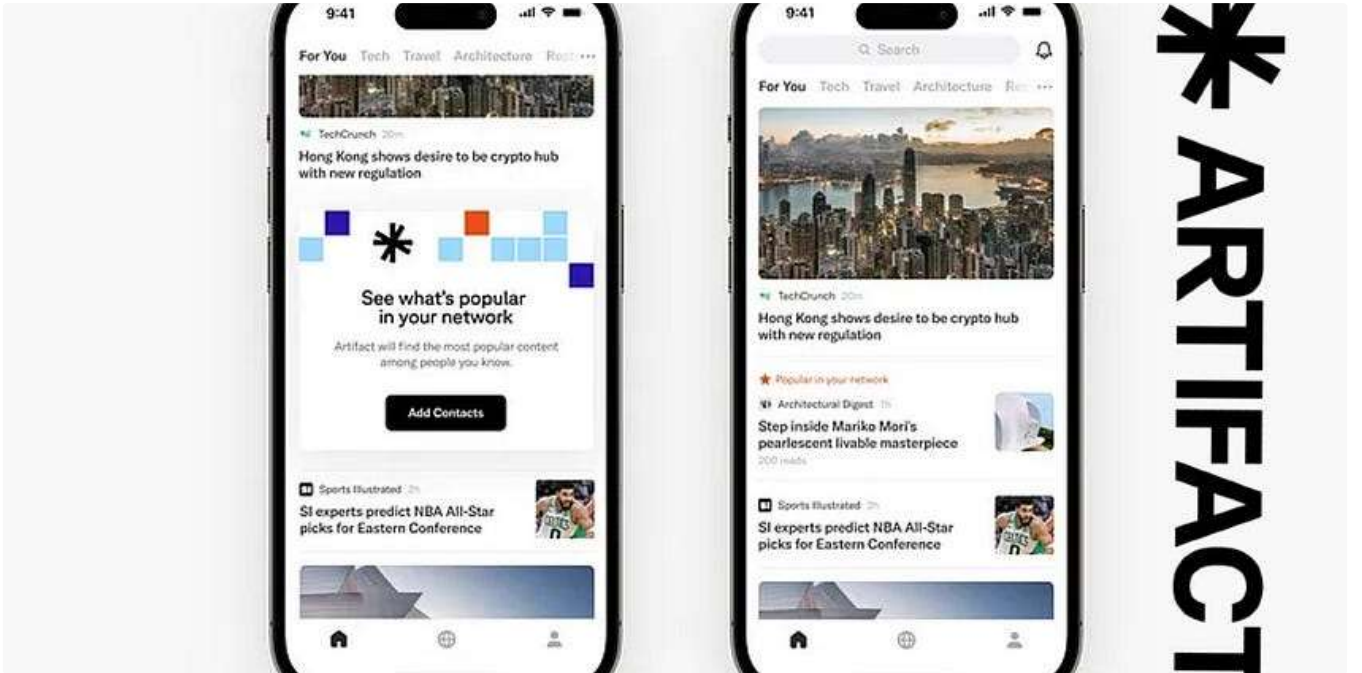 9:41
For You Tech Travel Architecture
TechCrunch 20m
Hong Kong shows desire to be crypto hub
with new regulation
See what's popular
in your network
Artifact will find the most popular content
among people you know.
Add Contacts
Sports Illustrated 2h
SI experts predict NBA All-Star
picks for Eastern Conference
9:41
Search
For You Tech Travel Architecture
TechCrunch 20m
Hong Kong shows desire to be crypto hub
with new regulation
Popular in your network
Architectural Digest 1h
Step inside Mariko Mori's
pearlescent livable masterpiece
200 reads
Sports Illustrated 2h
SI experts predict NBA All-Star
picks for Eastern Conference
ARTIFACT